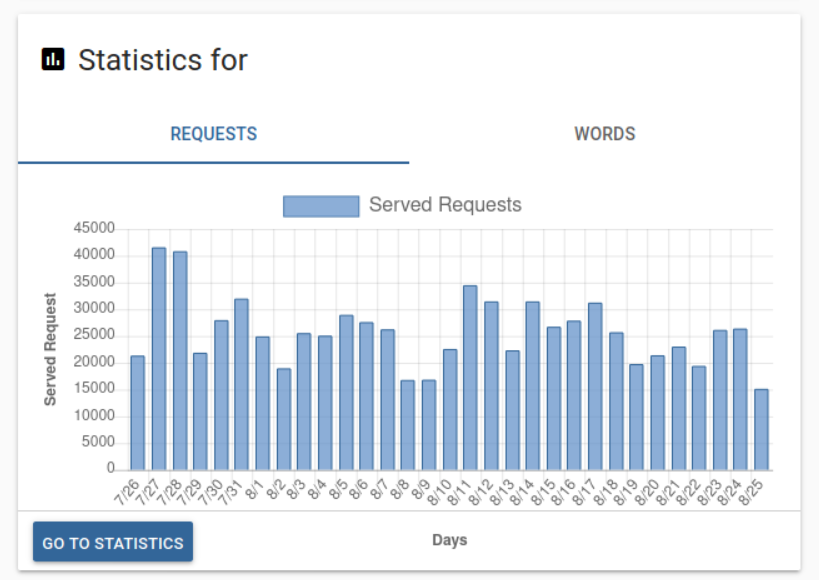 Statistics for
REQUESTS
WORDS
Served Requests
45000
40000
35000
30000
25000
20000
15000
10000
5000
0
Served Request
7/26 7/27 7/28 7/29 7/30 7/31 8/1 8/2 8/3 8/4 8/5 8/6 8/7 8/8 8/9 8/10 8/11 8/12 8/13 8/14 8/15 8/16 8/17 8/18 8/19 8/20 8/21 8/22 8/23 8/24 8/25
GO TO STATISTICS
Days